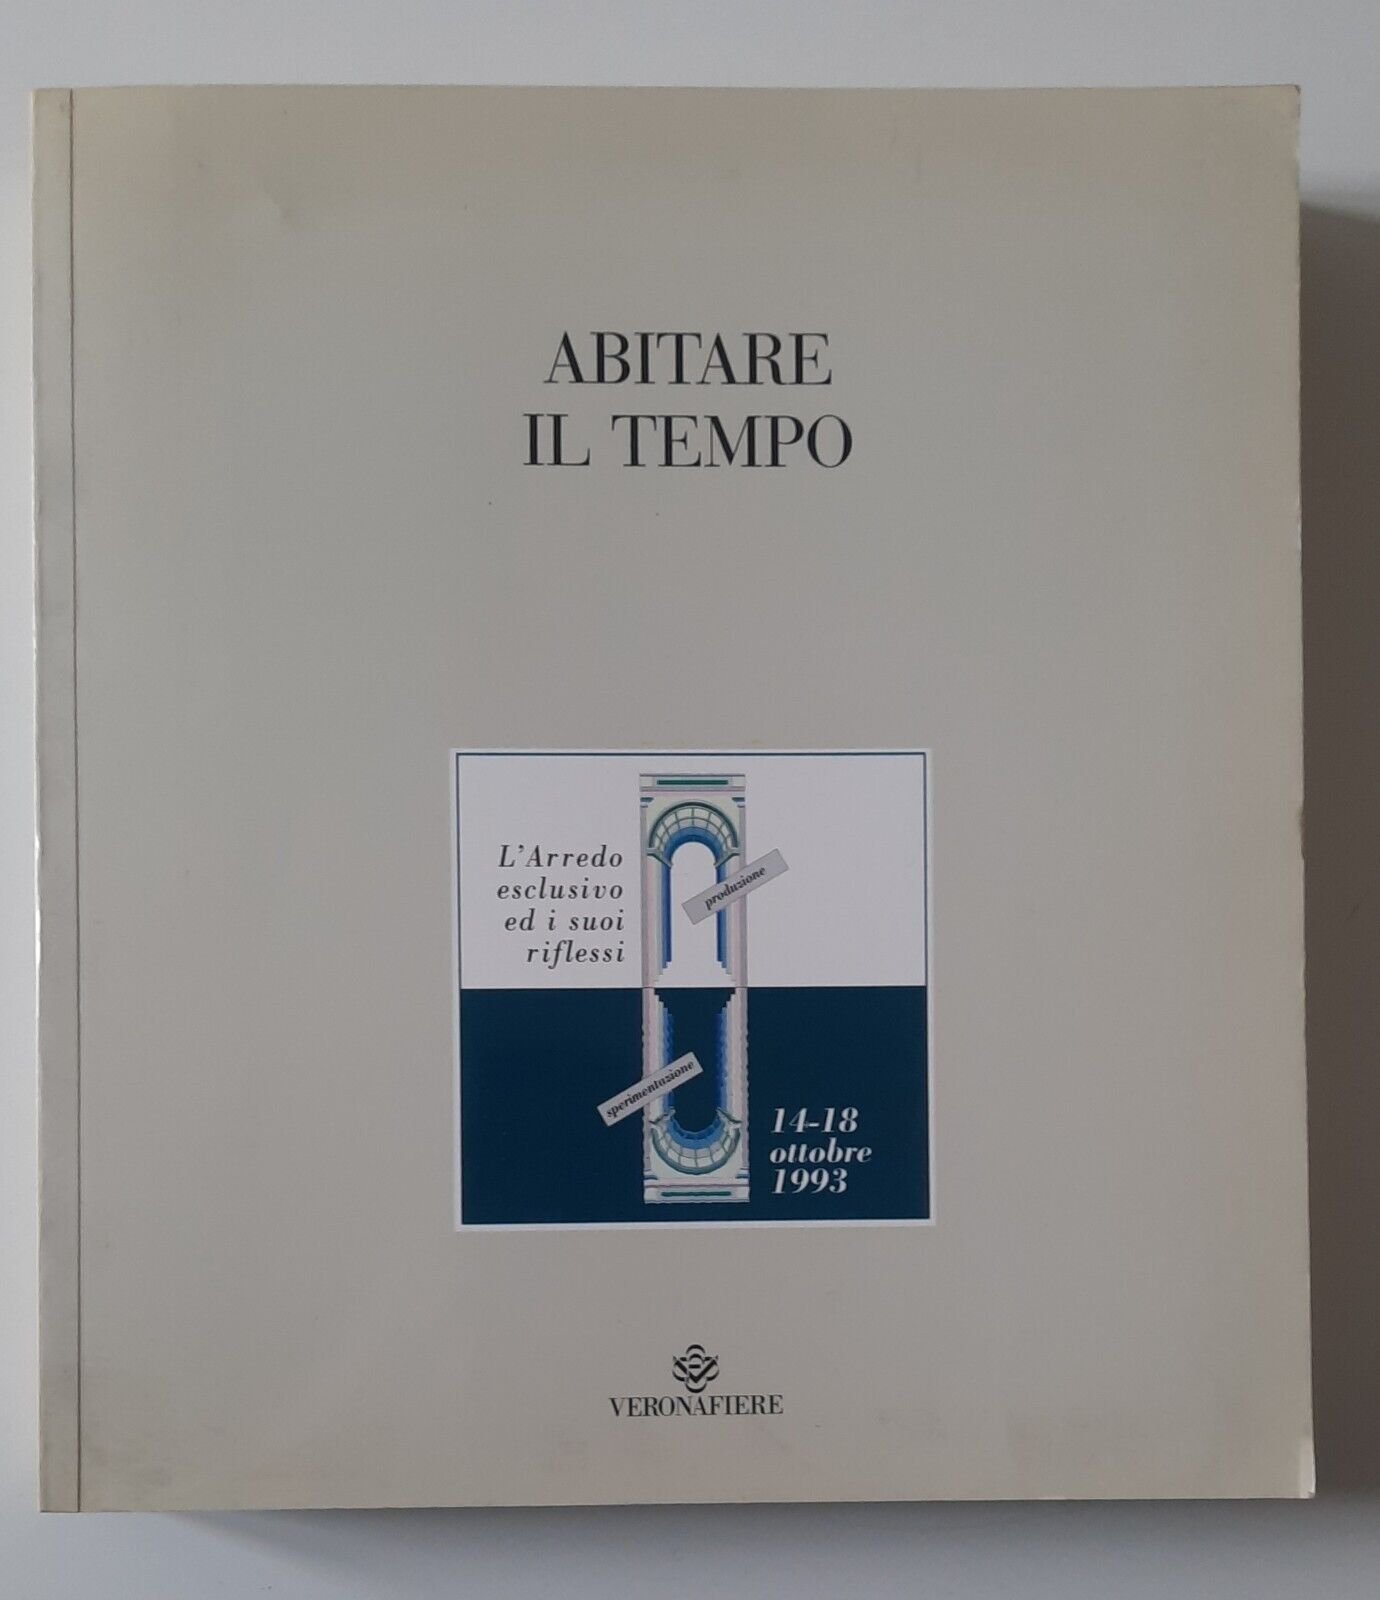 ABITARE
IL TEMPO
L'Arredo
esclusivo
ed i suoi
riflessi
produzione
sperimentazione
14-18
ottobre
1993
VERONAFIERE